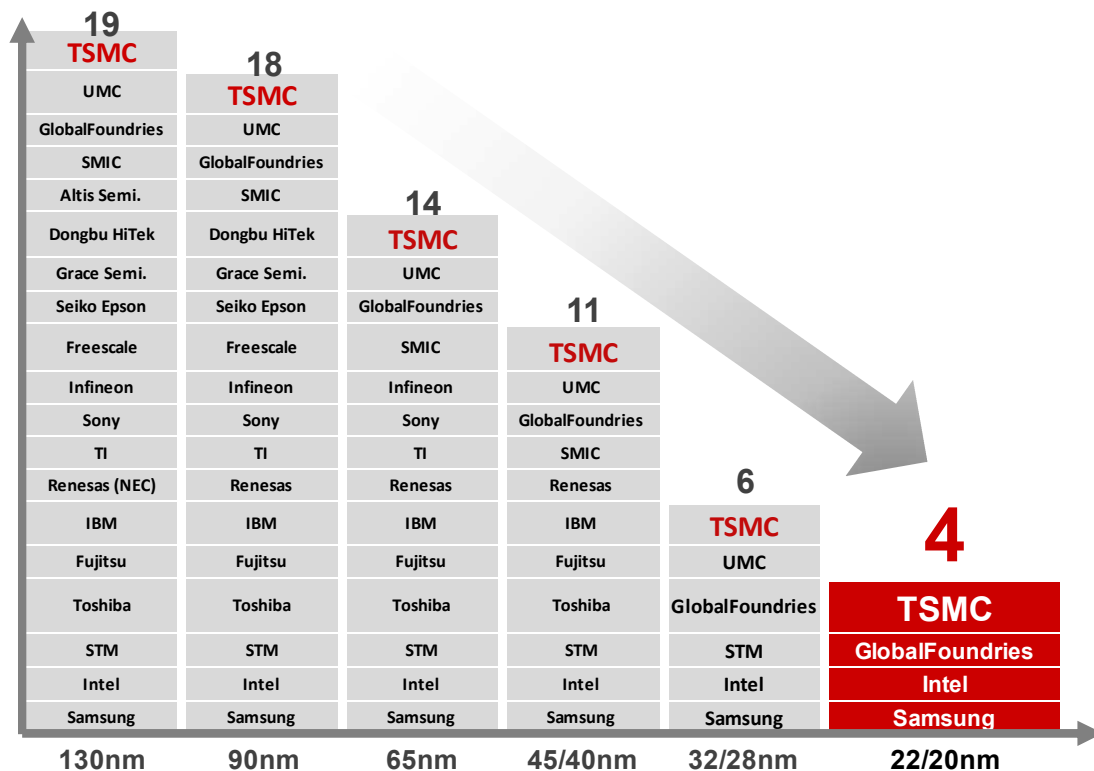 19
TSMC
UMC
GlobalFoundries
SMIC
Altis Semi.
Dongbu HiTek
Grace Semi.
Seiko Epson
Freescale
Infineon
Sony
TI
Renesas (NEC)
IBM
Fujitsu
Toshiba
STM
Intel
Samsung
130nm
18
TSMC
UMC
GlobalFoundries
SMIC
Dongbu HiTek
Grace Semi.
Seiko Epson
Freescale
Infineon
Sony
TI
Renesas
IBM
Fujitsu
Toshiba
STM
Intel
Samsung
90nm
14
TSMC
UMC
GlobalFoundries
SMIC
Infineon
Sony
TI
Renesas
IBM
Fujitsu
Toshiba
STM
Intel
Samsung
65nm
11
TSMC
UMC
GlobalFoundries
SMIC
Renesas
IBM
Fujitsu
Toshiba
STM
Intel
Samsung
45/40nm
6
TSMC
UMC
GlobalFoundries
STM
Intel
Samsung
32/28nm
4
TSMC
GlobalFoundries
Intel
Samsung
22/20nm